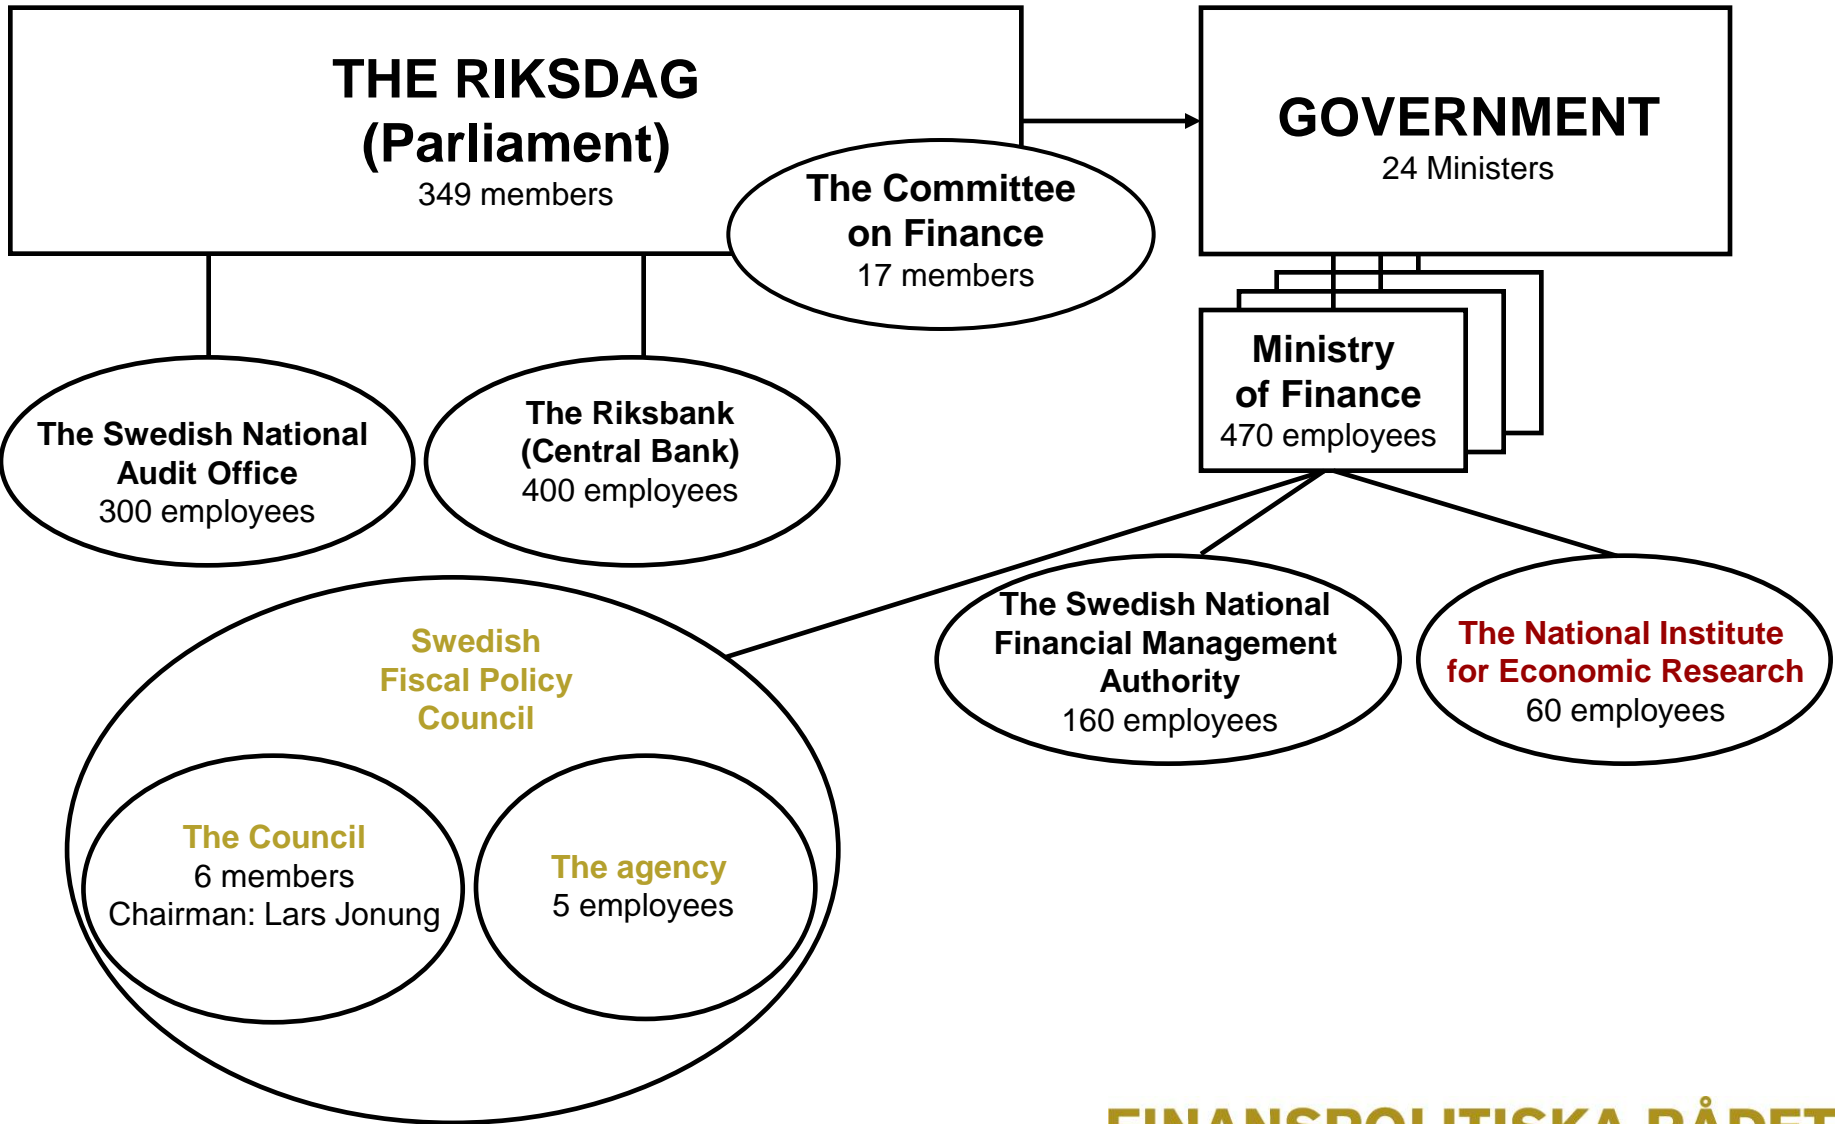 THE RIKSDAG
(Parliament)
349 members
GOVERNMENT
24 Ministers
The Committee
on Finance
17 members
Ministry
of Finance
470 employees
The Swedish National
Audit Office
300 employees
The Riksbank
(Central Bank)
400 employees
Swedish
Fiscal Policy
Council
The Swedish National
Financial Management
Authority
160 employees
The National Institute
for Economic Research
60 employees
The Council
6 members
Chairman: Lars Jonung
The agency
5 employees
FINANSPOLITISKA RÅDET